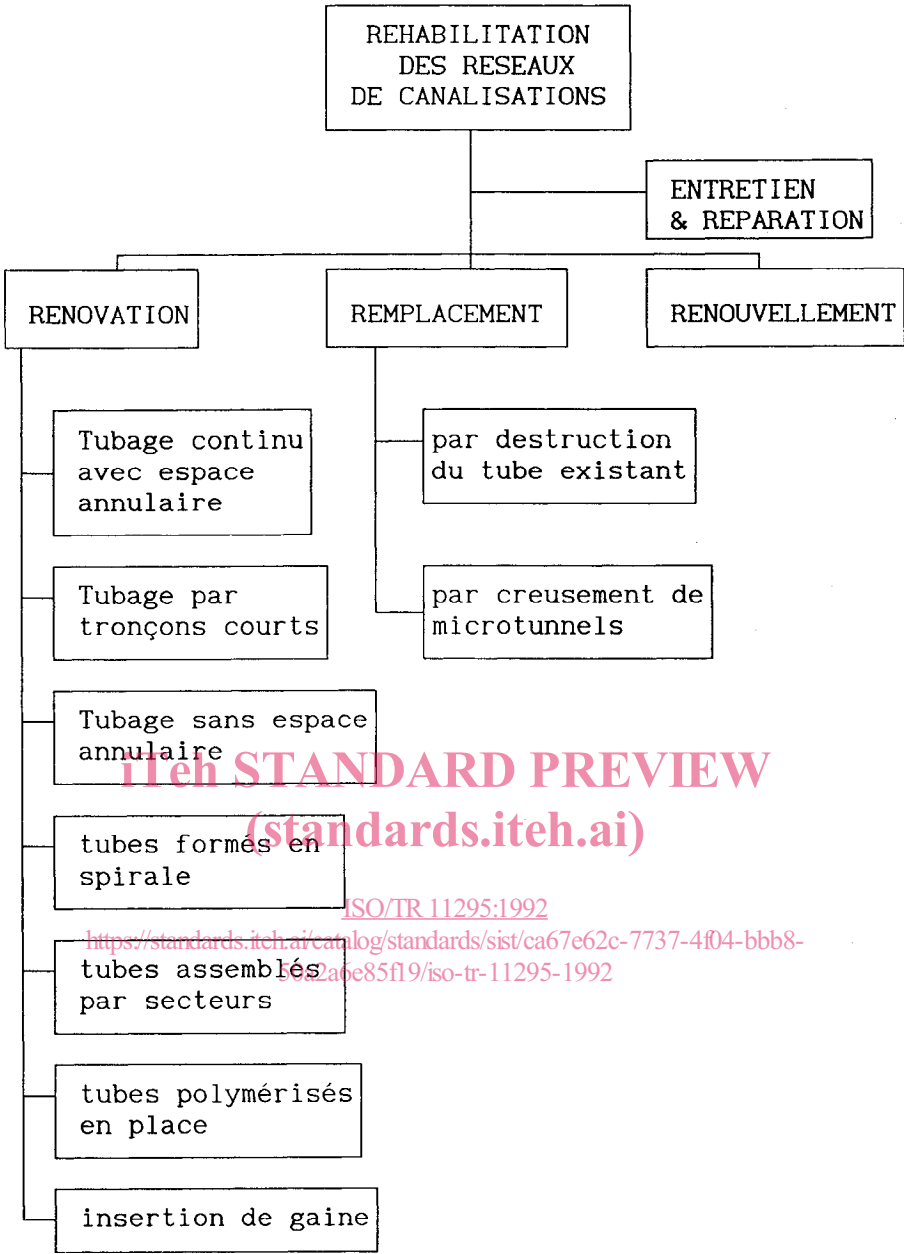 REHABILITATION
DES RESEAUX
DE CANALISATIONS
ENTRETIEN
& REPARATION
RENOVATION
REMPLACEMENT
RENOUVELLEMENT
Tubage continu
avec espace
annulaire
par destruction
du tube existant
Tubage par
tronçons courts
par creusement de
microtunnels
Tubage sans espace
annulaire
iTeh STANDARD PREVIEW
(standards.iteh.ai)
tubes formés en
spirale
ISO/TR 11295:1992
https://standards.iteh.ai/catalog/standards/sist/ca67e62c-7737-4f04-bbb8-
50a2a6e85f19/iso-tr-11295-1992
tubes assemblés
par secteurs
tubes polymérisés
en place
insertion de gaine